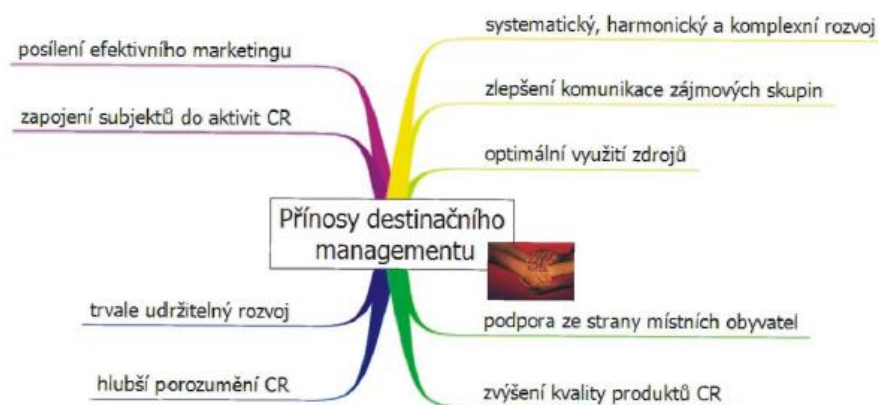 posílení efektivního marketingu
zapojení subjektů do aktivit CR
systematický, harmonický a komplexní rozvoj
zlepšení komunikace zájmových skupin
optimální využití zdrojů
Přínosy destinačního
managementu
trvale udržitelný rozvoj
hlubší porozumění CR
podpora ze strany místních obyvatel
zvýšení kvality produktů CR